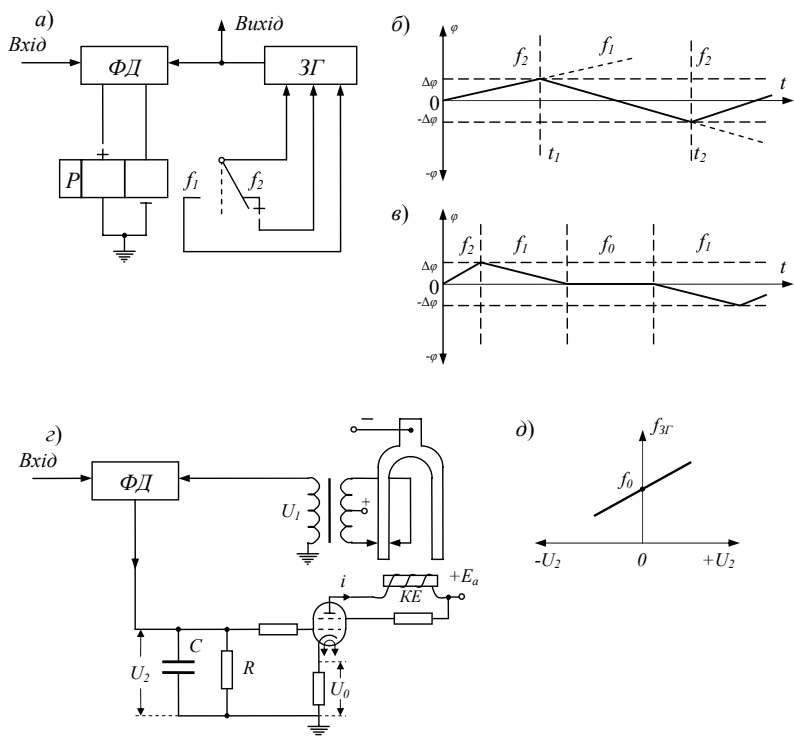 а)
Вхід
Вихід
ФД
ЗГ
+
P
f1
f2
+
б)
φ
f2
f1
f2
Δφ
0
-Δφ
t
t1
t2
-φ
в)
φ
f2
f1
f0
f1
Δφ
0
-Δφ
t
-φ
г)
Вхід
ФД
U1
+
−
i
КЕ
+Ea
U2
C
R
U0
д)
fЗГ
f0
-U2
0
+U2